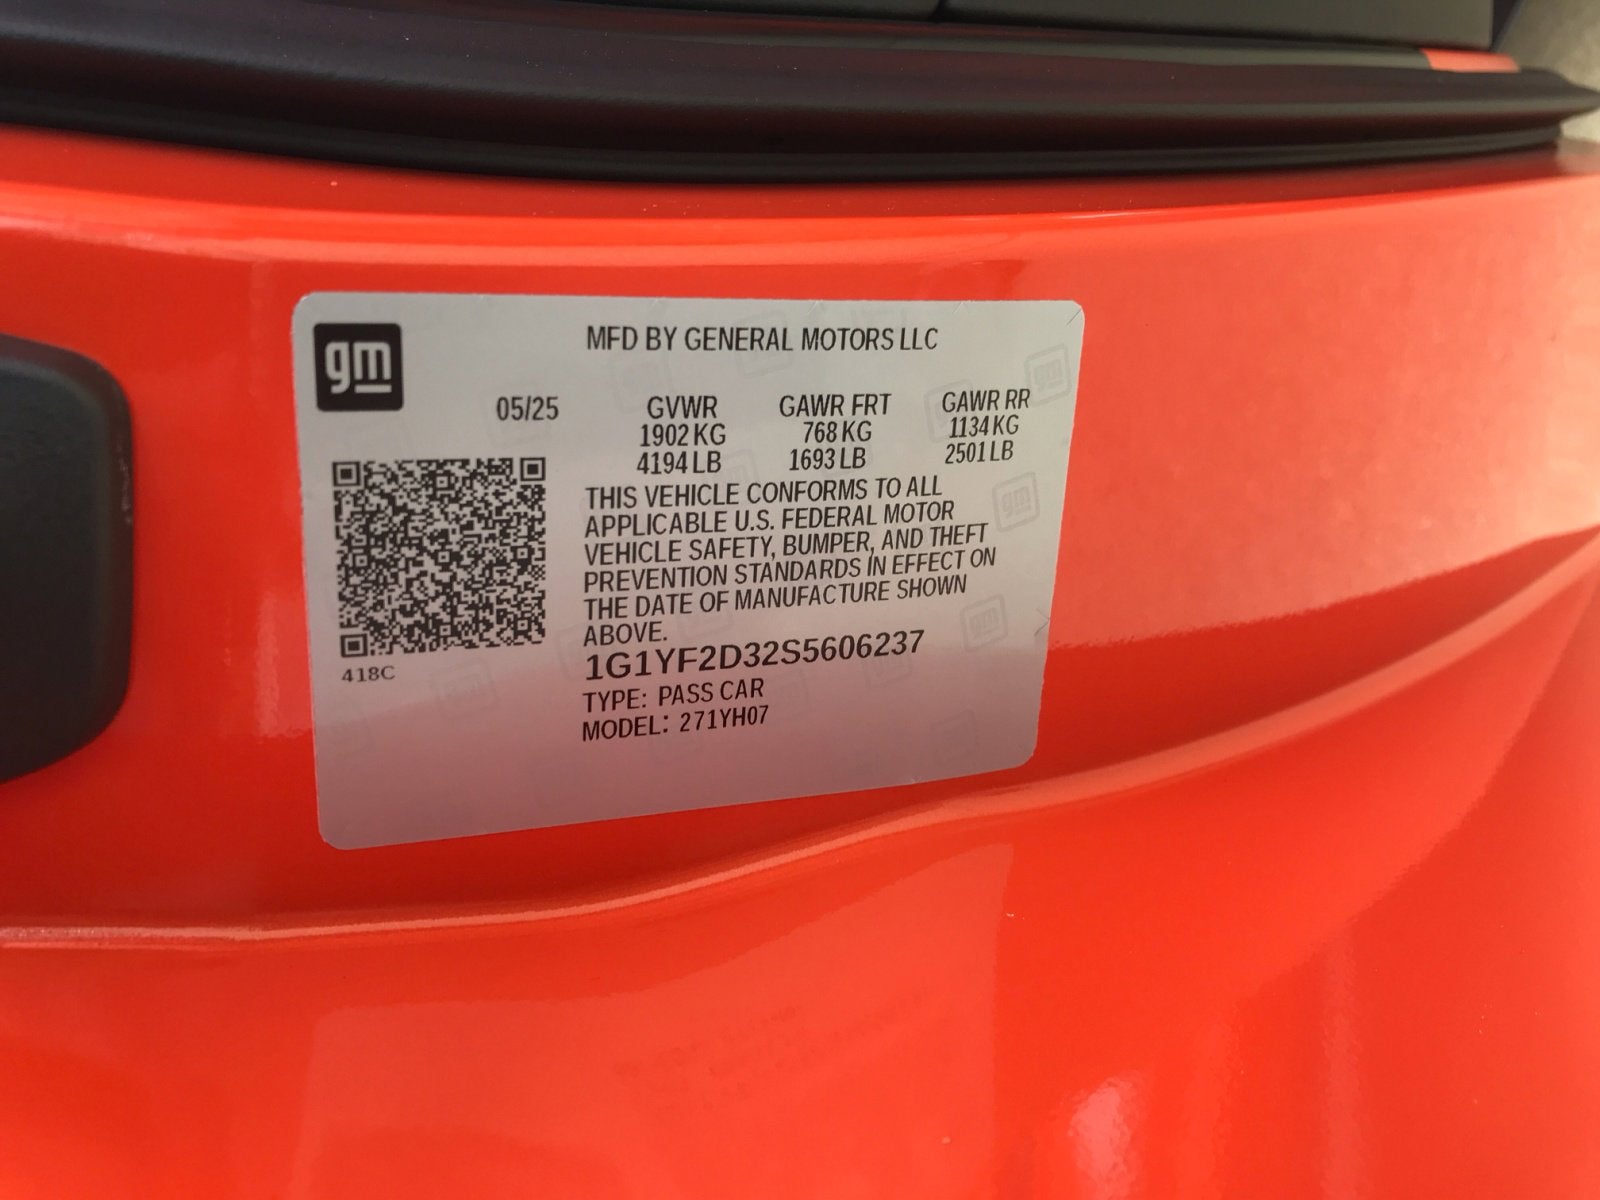 gm
MFD BY GENERAL MOTORS LLC
05/25 GVWR GAWR FRT GAWR RR
1902 KG 768 KG 1134 KG
4194 LB 1693 LB 2501 LB
THIS VEHICLE CONFORMS TO ALL
APPLICABLE U.S. FEDERAL MOTOR
VEHICLE SAFETY, BUMPER, AND THEFT
PREVENTION STANDARDS IN EFFECT ON
THE DATE OF MANUFACTURE SHOWN
ABOVE.
418C
1G1YF2D32S5606237
TYPE: PASS CAR
MODEL: 271YH07